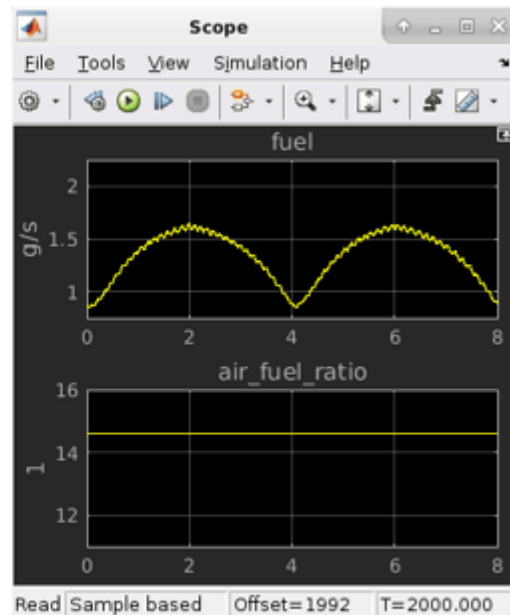 Scope
File Tools View Simulation Help
fuel
g/s
2
1.5
1
0 2 4 6 8
air_fuel_ratio
1
16
14
12
0 2 4 6 8
Read Sample based Offset=1992 T=2000.000